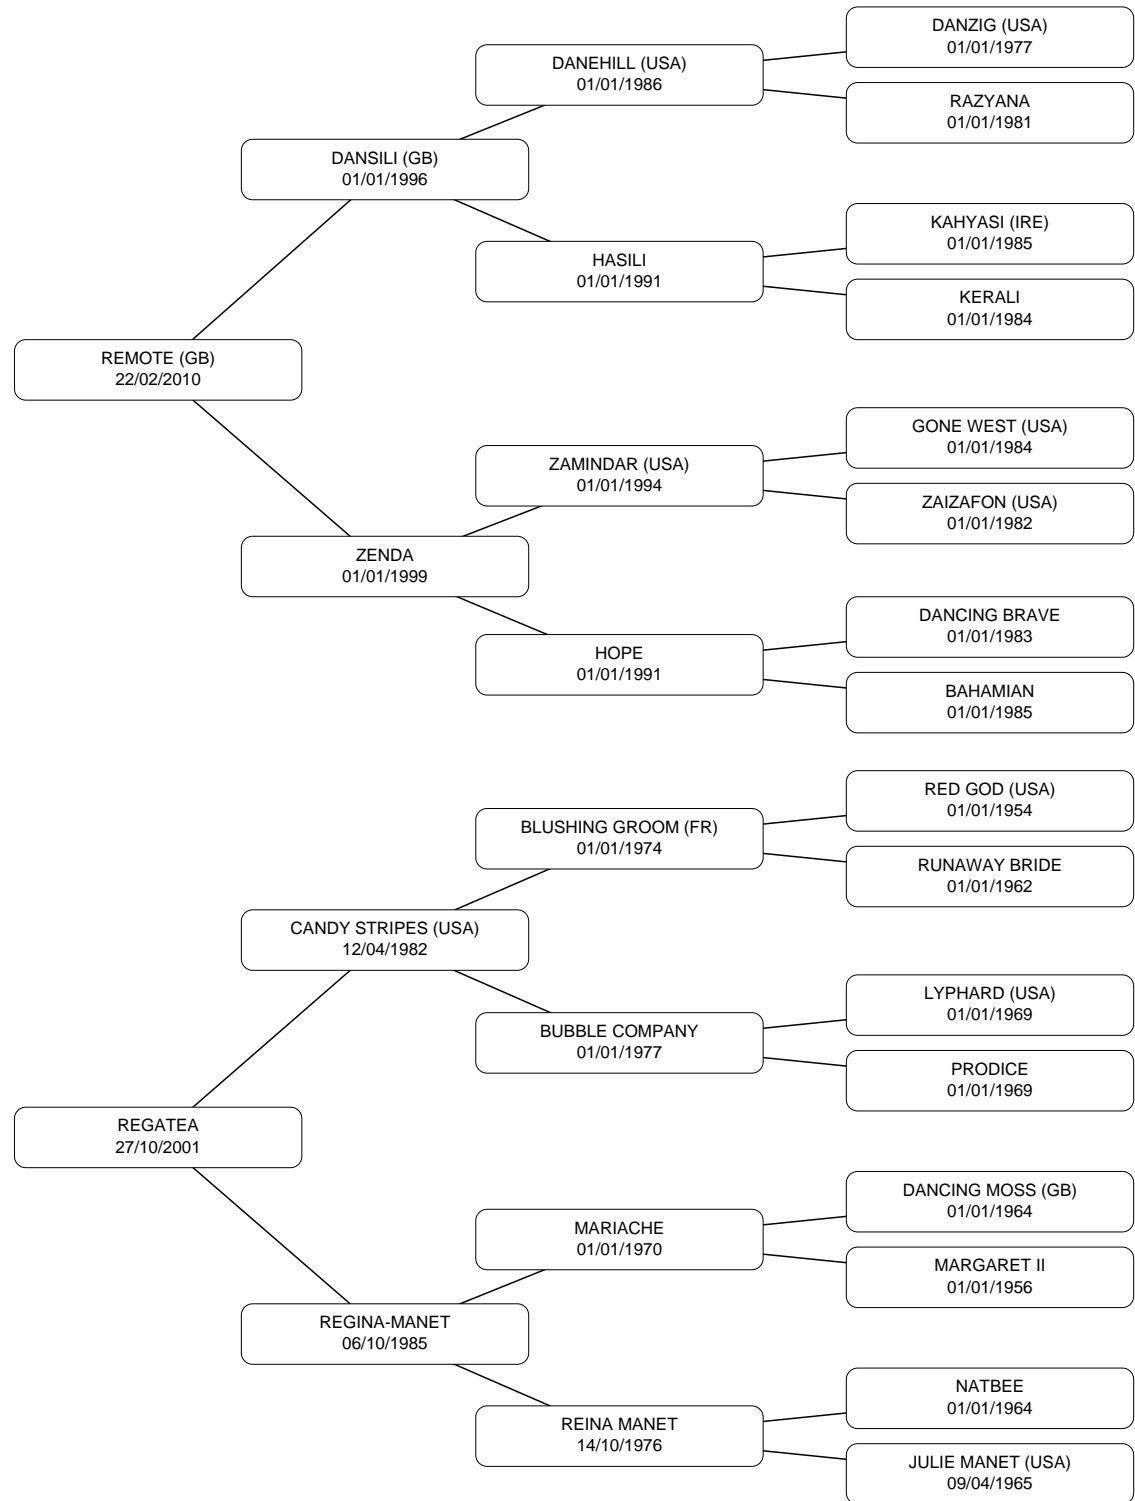 DANZIG (USA)
01/01/1977
DANEHILL (USA)
01/01/1986
RAZYANA
01/01/1981
DANSILI (GB)
01/01/1996
KAHYASI (IRE)
01/01/1985
HASILI
01/01/1991
KERALI
01/01/1984
REMOTE (GB)
22/02/2010
GONE WEST (USA)
01/01/1984
ZAMINDAR (USA)
01/01/1994
ZAIZAFON (USA)
01/01/1982
ZENDA
01/01/1999
DANCING BRAVE
01/01/1983
HOPE
01/01/1991
BAHAMIAN
01/01/1985
RED GOD (USA)
01/01/1954
BLUSHING GROOM (FR)
01/01/1974
RUNAWAY BRIDE
01/01/1962
CANDY STRIPES (USA)
12/04/1982
LYPHARD (USA)
01/01/1969
BUBBLE COMPANY
01/01/1977
PRODICE
01/01/1969
REGATEA
27/10/2001
DANCING MOSS (GB)
01/01/1964
MARIACHE
01/01/1970
MARGARET II
01/01/1956
REGINA-MANET
06/10/1985
NATBEE
01/01/1964
REINA MANET
14/10/1976
JULIE MANET (USA)
09/04/1965